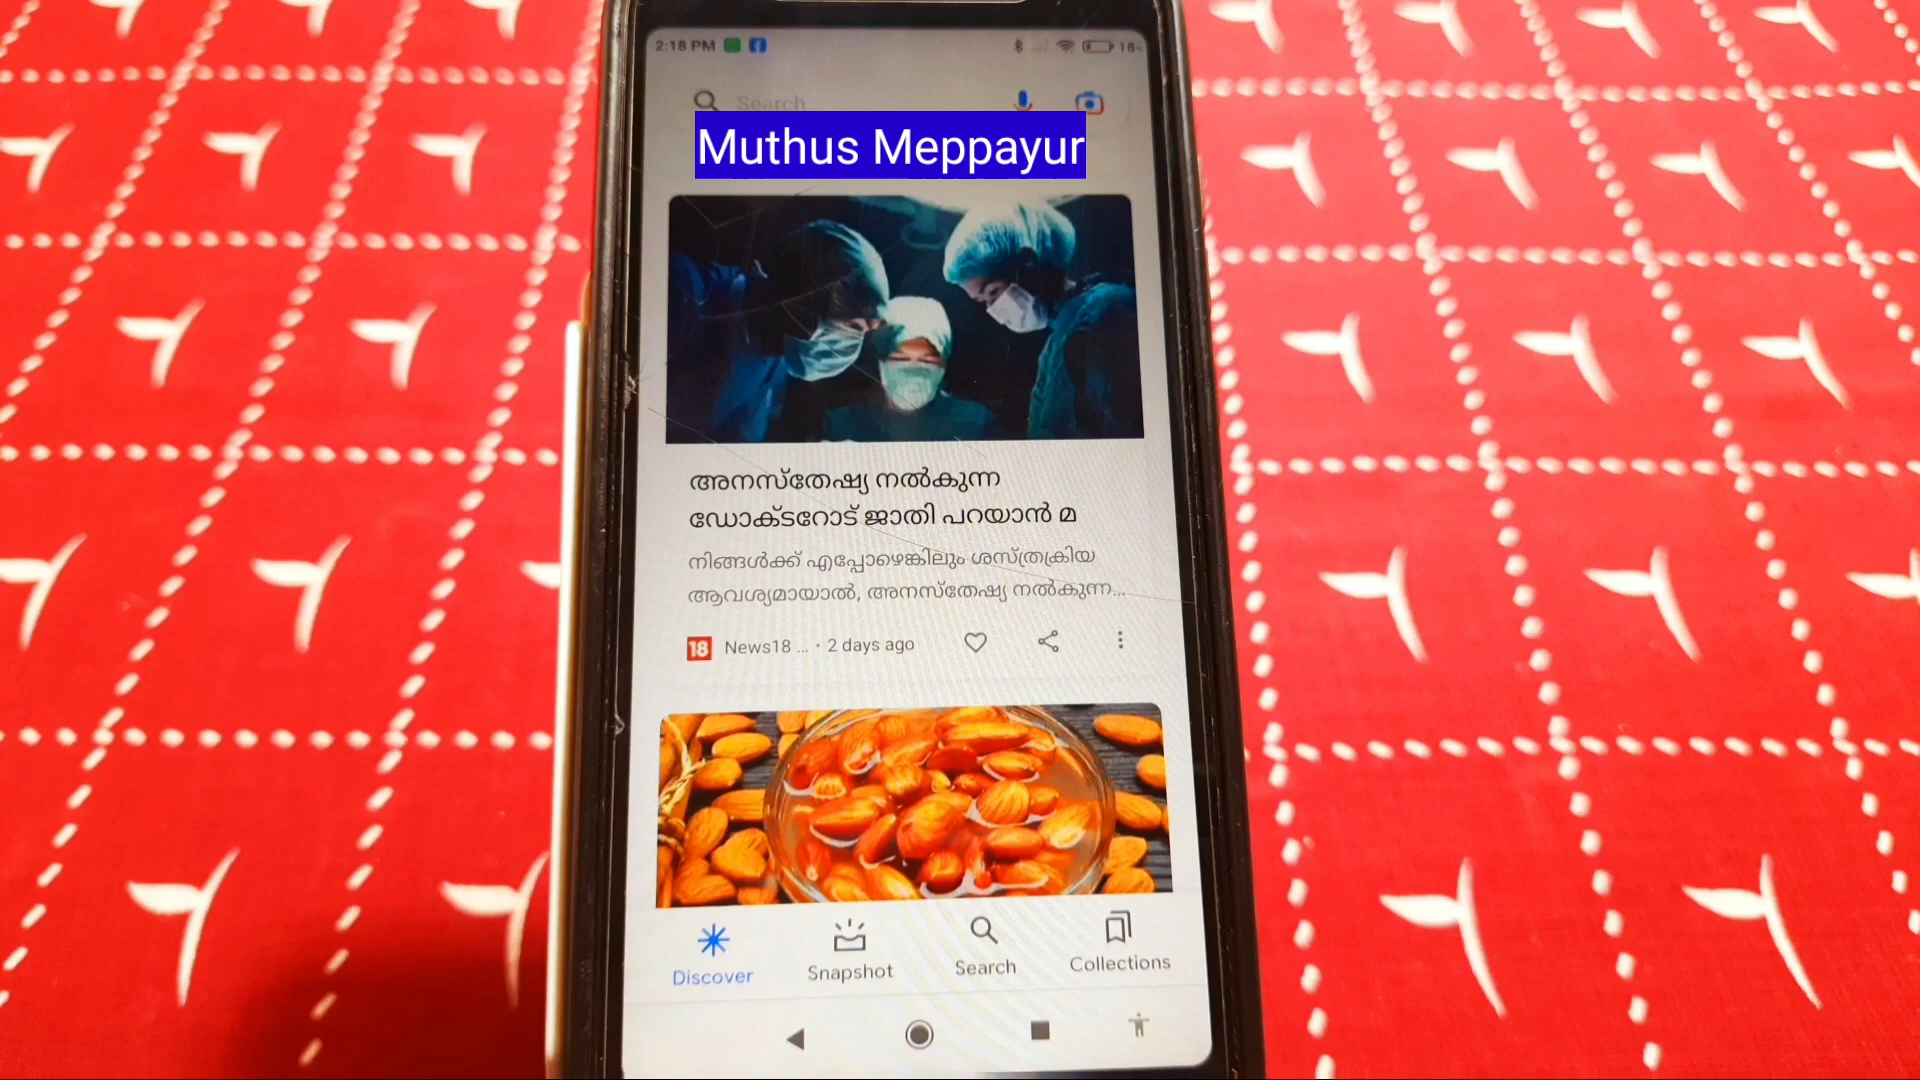 2:18 PM
18
Search
Muthus Meppayur
അനസ്തേഷ്യ നൽകുന്ന
ഡോക്ടറോട് ജാതി പറയാൻ മ
നിങ്ങൾക്ക് എപ്പോഴെങ്കിലും ശസ്ത്രക്രിയ
ആവശ്യമായാൽ, അനസ്തേഷ്യ നൽകുന്ന...
18 News18 ... · 2 days ago
Discover
Snapshot
Search
Collections